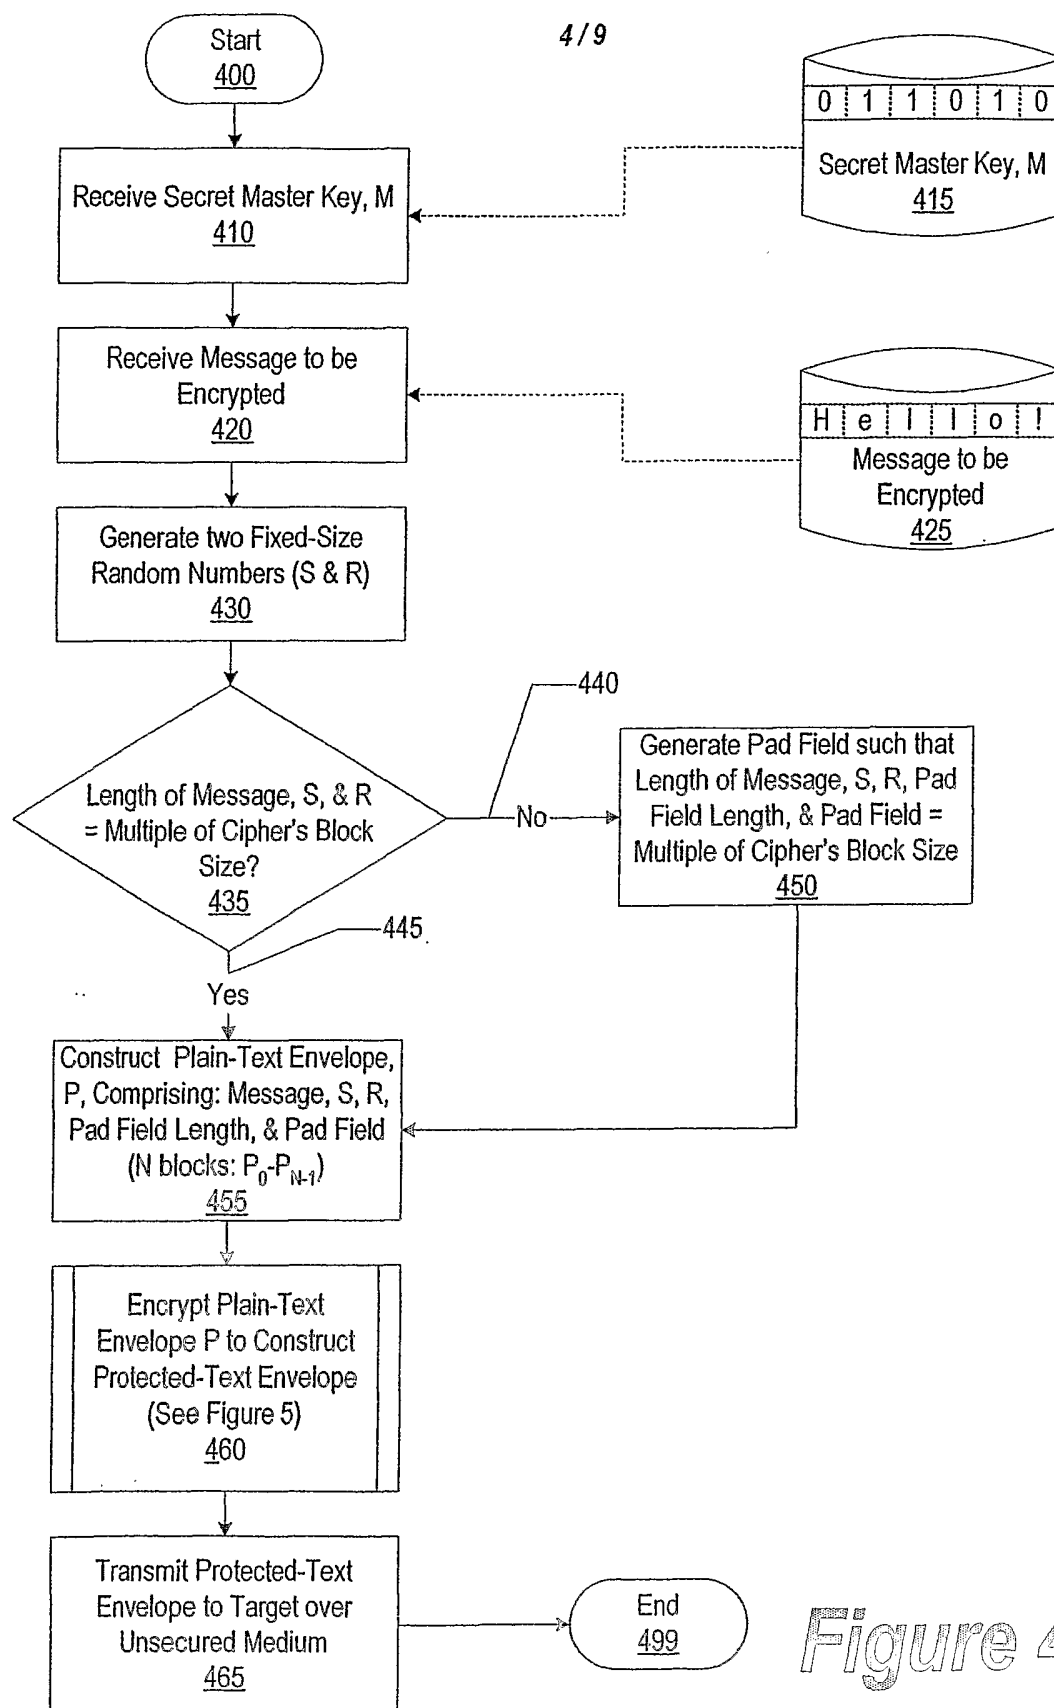 4/9
Start
400
0 1 1 0 1 0
Secret Master Key, M
415
Receive Secret Master Key, M
410
Receive Message to be
Encrypted
420
H e l l o !
Message to be
Encrypted
425
Generate two Fixed-Size
Random Numbers (S & R)
430
440
Length of Message, S, & R
= Multiple of Cipher's Block
Size?
435
No
Generate Pad Field such that
Length of Message, S, R, Pad
Field Length, & Pad Field =
Multiple of Cipher's Block Size
450
445
Yes
Construct Plain-Text Envelope,
P, Comprising: Message, S, R,
Pad Field Length, & Pad Field
(N blocks: P0-PN-1)
455
Encrypt Plain-Text
Envelope P to Construct
Protected-Text Envelope
(See Figure 5)
460
Transmit Protected-Text
Envelope to Target over
Unsecured Medium
465
End
499
Figure 4